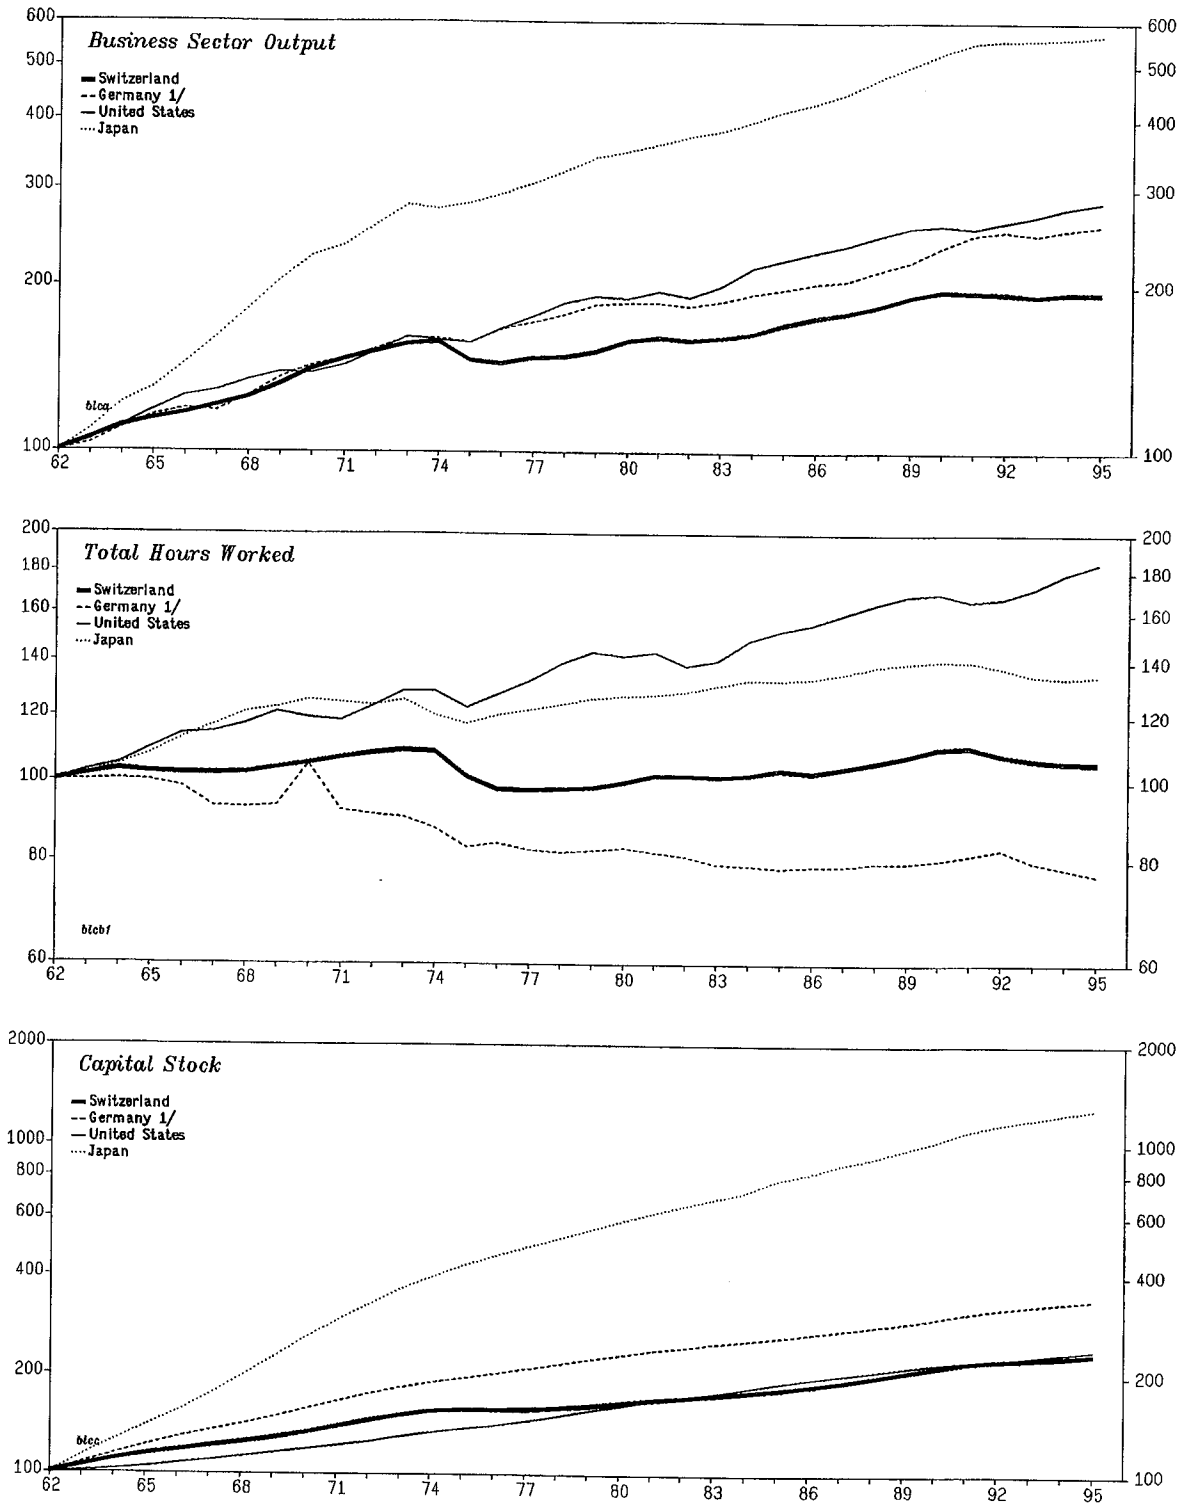 600
600
Business Sector Output
500
500
Switzerland
Germany 1/
400
United States
400
Japan
300
300
200
200
blca
100
100
62 65 68 71 74 77 80 83 86 89 92 95
200
200
Total Hours Worked
180
180
Switzerland
160
Germany 1/
160
United States
140
Japan
140
120
120
100
100
80
80
blcb1
60
60
62 65 68 71 74 77 80 83 86 89 92 95
2000
2000
Capital Stock
Switzerland
Germany 1/
1000
United States
1000
Japan
800
800
600
600
400
400
200
200
blcc
100
100
62 65 68 71 74 77 80 83 86 89 92 95